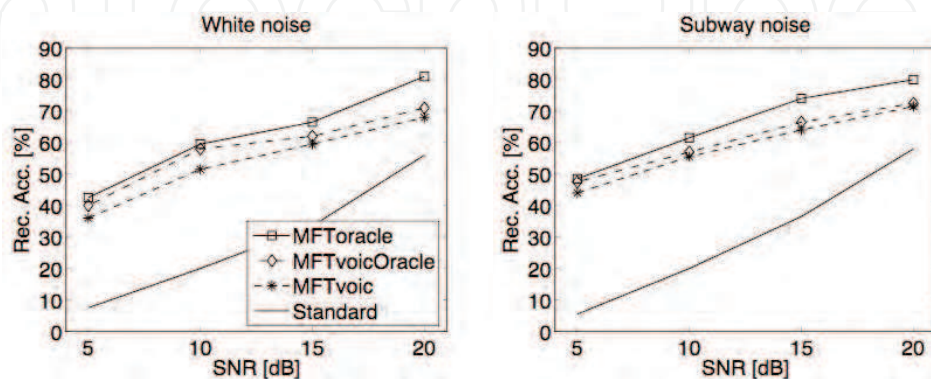 White noise
Rec. Acc. [%]
90
80
70
60
50
40
30
20
10
0
5
10
15
20
SNR [dB]
MFToracle
MFTvoicOracle
MFTvoic
Standard
Subway noise
Rec. Acc. [%]
90
80
70
60
50
40
30
20
10
0
5
10
15
20
SNR [dB]